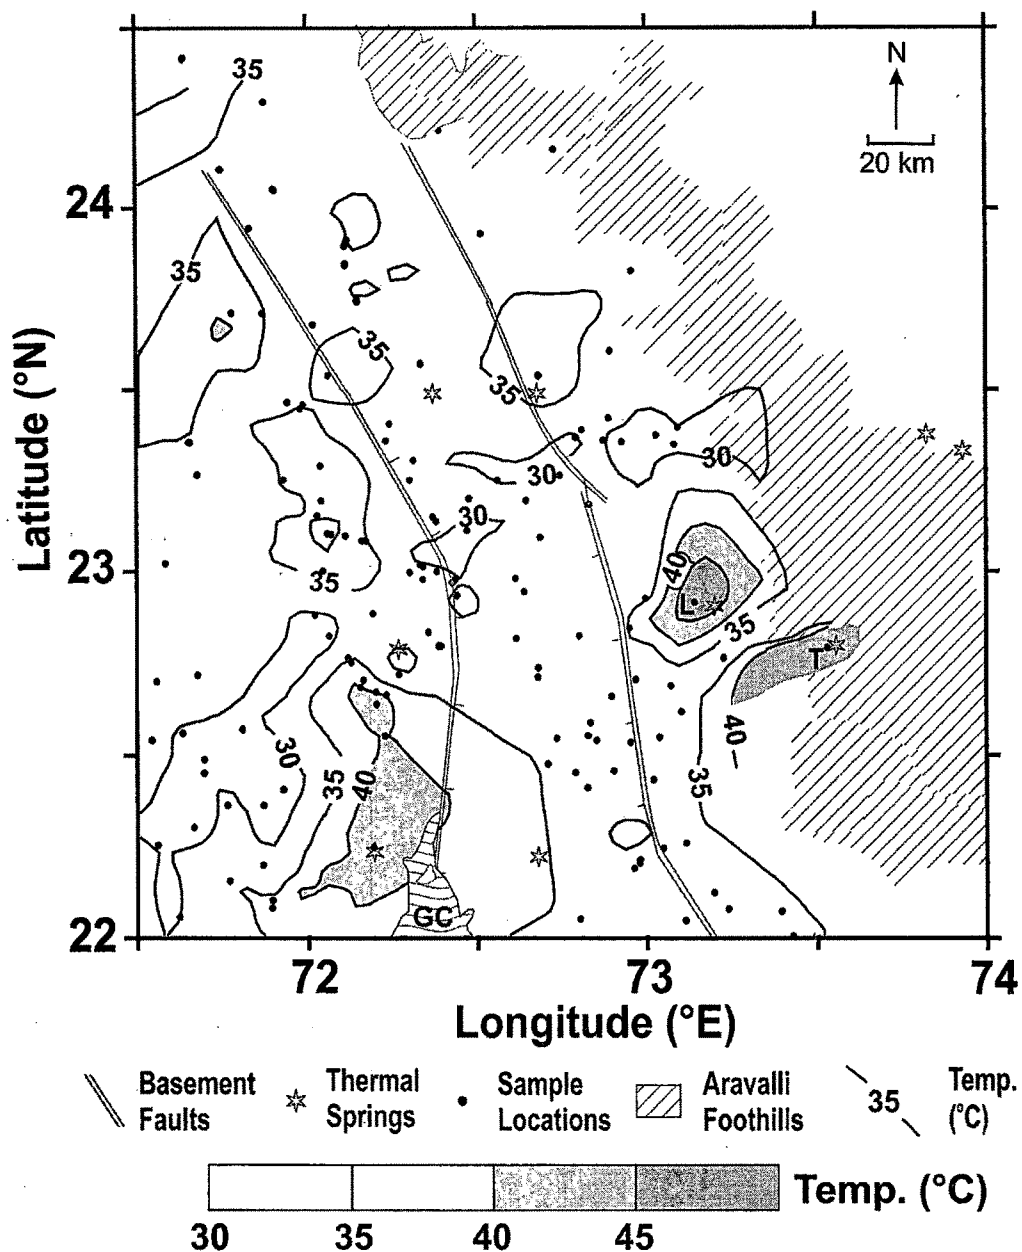 35
N
20 km
24
35
35
35
30
30
30
23
35
40
L
35
T
30
35
40
40
35
GC
22
72
73
74
Latitude (°N)
Longitude (°E)
Basement Faults
Thermal Springs
Sample Locations
Aravalli Foothills
35
Temp. (°C)
Temp. (°C)
30
35
40
45